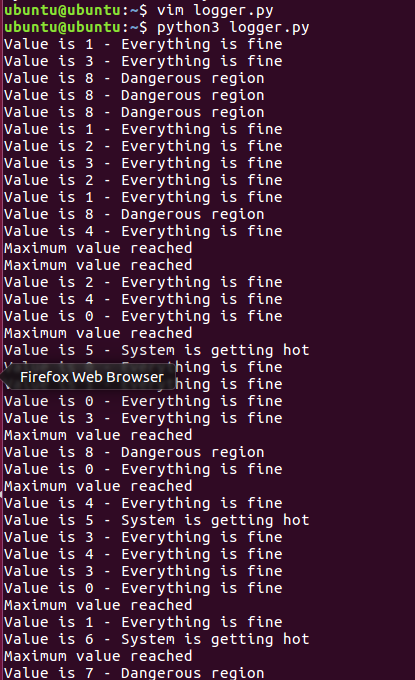 ubuntu@ubuntu:~$ vim logger.py
ubuntu@ubuntu:~$ python3 logger.py
Value is 1 - Everything is fine
Value is 3 - Everything is fine
Value is 8 - Dangerous region
Value is 8 - Dangerous region
Value is 8 - Dangerous region
Value is 1 - Everything is fine
Value is 2 - Everything is fine
Value is 3 - Everything is fine
Value is 2 - Everything is fine
Value is 1 - Everything is fine
Value is 8 - Dangerous region
Value is 4 - Everything is fine
Maximum value reached
Maximum value reached
Value is 2 - Everything is fine
Value is 4 - Everything is fine
Value is 0 - Everything is fine
Maximum value reached
Value is 5 - System is getting hot
Value is - Everything is fine
Firefox Web Browser
is fine
Value is 0 - Everything is fine
Value is 3 - Everything is fine
Maximum value reached
Value is 8 - Dangerous region
Value is 0 - Everything is fine
Maximum value reached
Value is 4 - Everything is fine
Value is 5 - System is getting hot
Value is 3 - Everything is fine
Value is 4 - Everything is fine
Value is 3 - Everything is fine
Value is 0 - Everything is fine
Maximum value reached
Value is 1 - Everything is fine
Value is 6 - System is getting hot
Maximum value reached
Value is 7 - Dangerous region